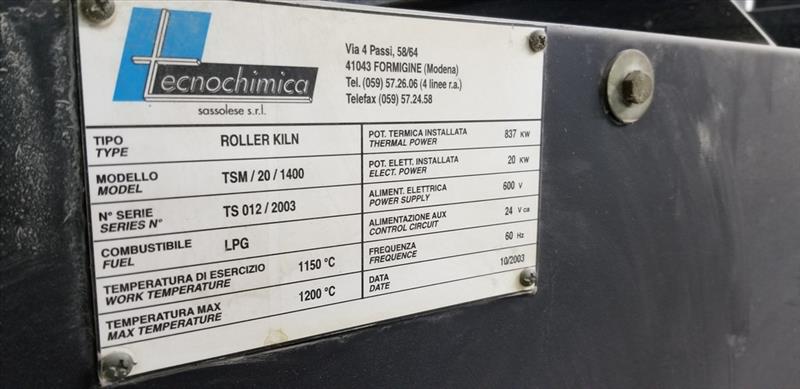 tecnochimica
sassolese s.r.l.
Via 4 Passi, 58/64
41043 FORMIGINE (Modena)
Tel. (059) 57.26.06 (4 linee r.a.)
Telefax (059) 57.24.58
TIPO
TYPE
ROLLER KILN
MODELLO
MODEL
TSM / 20 / 1400
N° SERIE
SERIES N°
TS 012 / 2003
COMBUSTIBILE
FUEL
LPG
TEMPERATURA DI ESERCIZO
WORK TEMPERATURE
1150 °C
TEMPERATURA MAX
MAX TEMPERATURE
1200 °C
POT. TERMICA INSTALLATA
THERMAL POWER
837 KW
POT. ELETT. INSTALLATA
ELECT. POWER
20 KW
ALIMENT. ELETTRICA
POWER SUPPLY
600 V
ALIMENTAZIONE AUX
CONTROL CIRCUIT
24 V ca
FREQUENZA
FREQUENCE
60 Hz
DATA
DATE
10/2003